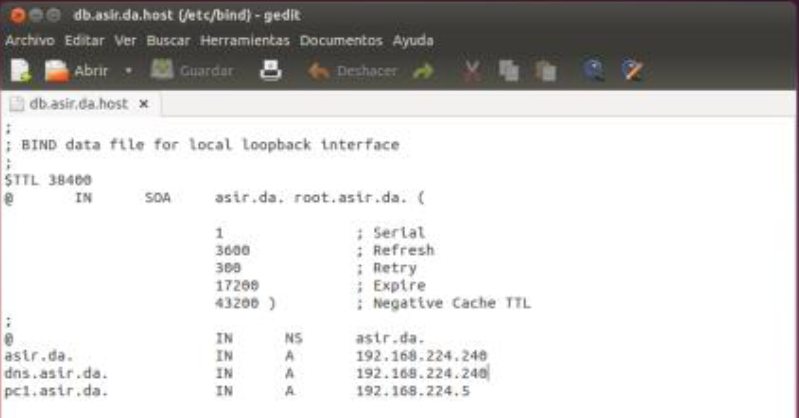 db.asir.da.host (/etc/bind) - gedit
Archivo Editar Ver Buscar Herramientas Documentos Ayuda
Abrir Guardar Deshacer
db.asir.da.host ×
;
; BIND data file for local loopback interface
;
$TTL 38400
@ IN SOA asir.da. root.asir.da. (
1 ; Serial
3600 ; Refresh
300 ; Retry
17200 ; Expire
43200 ) ; Negative Cache TTL
;
@ IN NS asir.da.
asir.da. IN A 192.168.224.240
dns.asir.da. IN A 192.168.224.240
pc1.asir.da. IN A 192.168.224.5